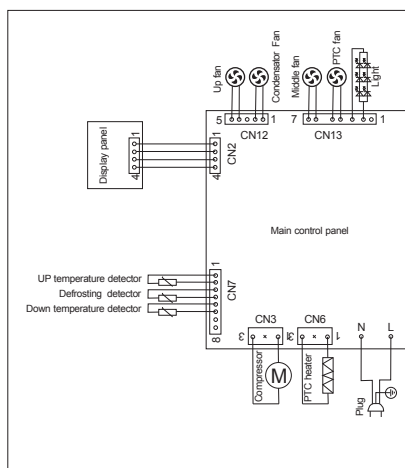 Up fan
Condensator Fan
Middle fan
PTC fan
Light
5 1
CN12
7 1
CN13
Display panel
1
4
1
4
CN2
Main control panel
1
8
CN7
UP temperature detector
Defrosting detector
Down temperature detector
CN3
3
Compressor
M
CN6
3 1
PTC heater
N L
Plug